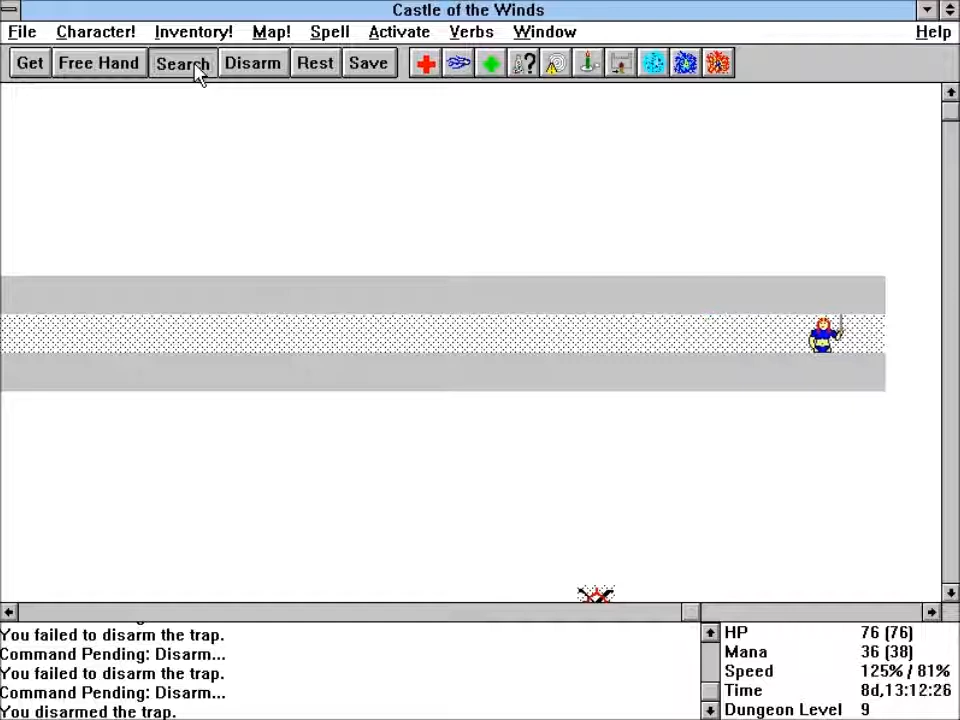 Castle of the Winds
File Character! Inventory! Map! Spell Activate Verbs Window Help
Get Free Hand Search Disarm Rest Save
You failed to disarm the trap.
Command Pending: Disarm...
You failed to disarm the trap.
Command Pending: Disarm...
You disarmed the trap.
HP 76 (76)
Mana 36 (38)
Speed 125% / 81%
Time 8d,13:12:26
Dungeon Level 9